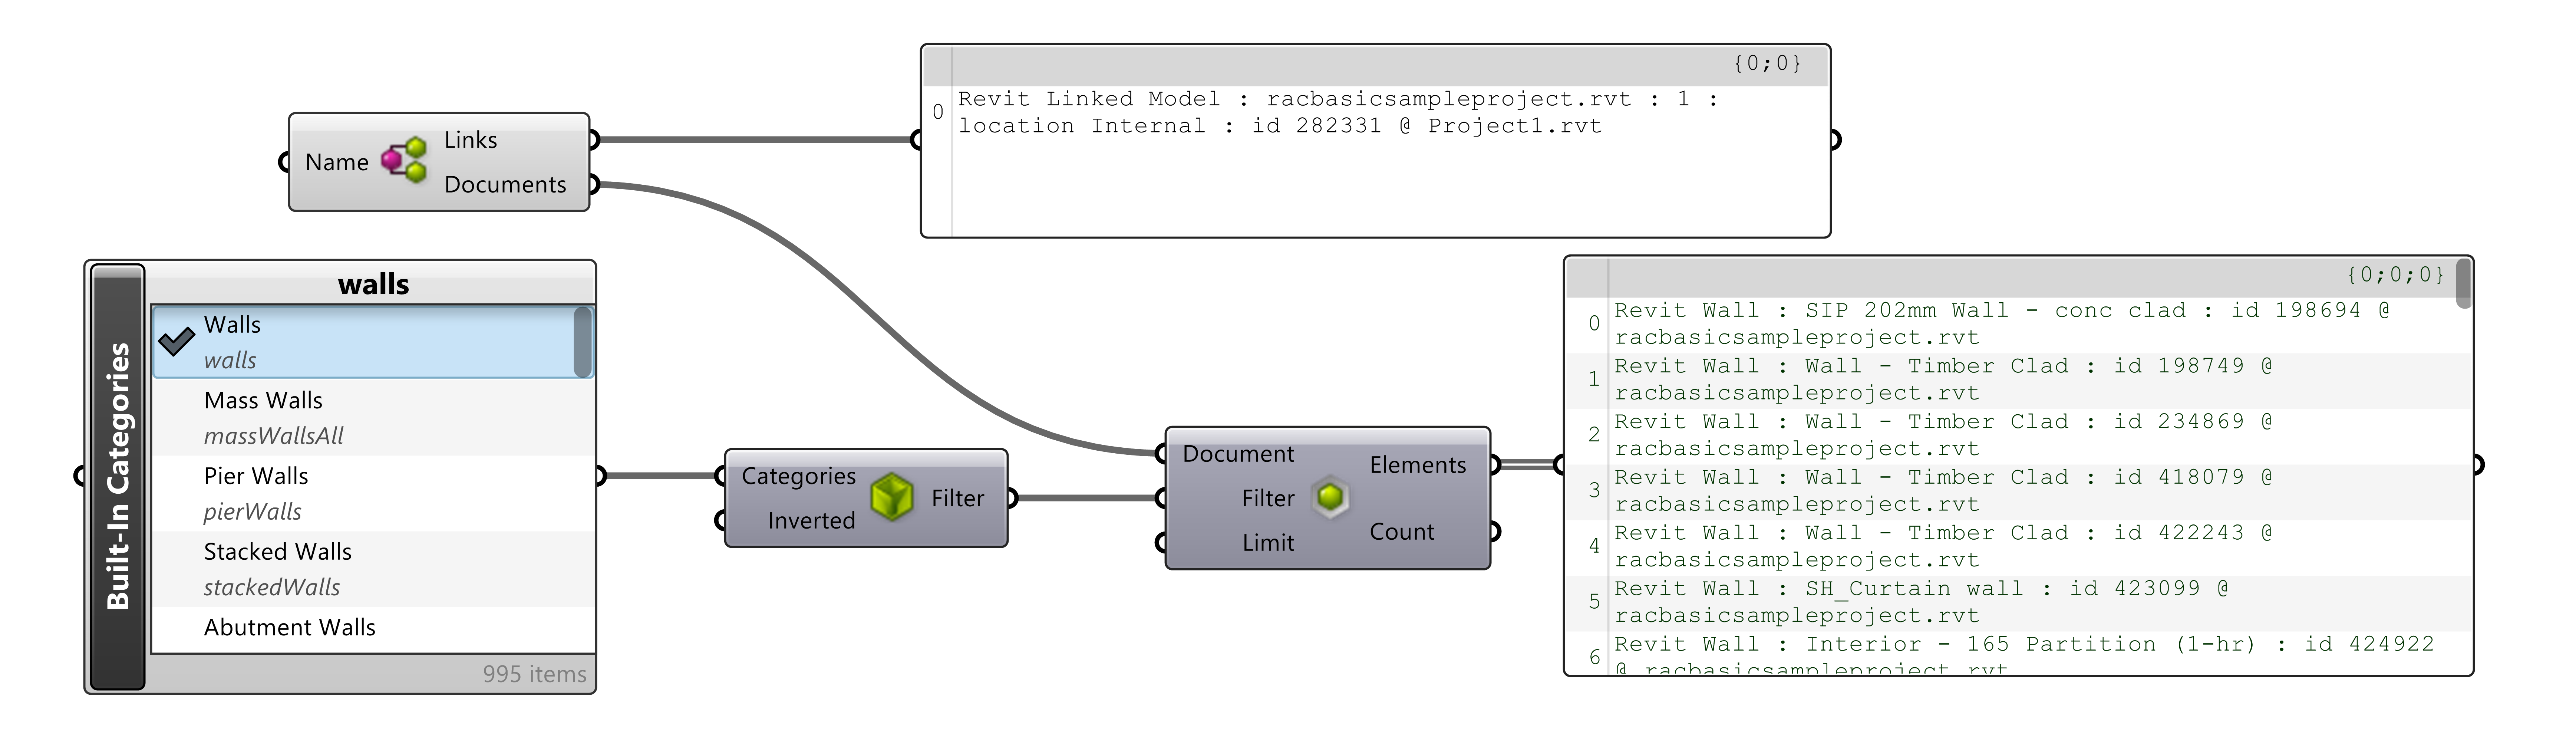 Name
Links
Documents
{0;0}
0
Revit Linked Model : racbasicsampleproject.rvt : 1 :
location Internal : id 282331 @ Project1.rvt
Built-In Categories
walls
Walls
walls
Mass Walls
massWallsAll
Pier Walls
pierWalls
Stacked Walls
stackedWalls
Abutment Walls
995 items
Categories
Inverted
Filter
Document
Filter
Limit
Elements
Count
{0;0;0}
0
Revit Wall : SIP 202mm Wall - conc clad : id 198694 @
racbasicsampleproject.rvt
1
Revit Wall : Wall - Timber Clad : id 198749 @
racbasicsampleproject.rvt
2
Revit Wall : Wall - Timber Clad : id 234869 @
racbasicsampleproject.rvt
3
Revit Wall : Wall - Timber Clad : id 418079 @
racbasicsampleproject.rvt
4
Revit Wall : Wall - Timber Clad : id 422243 @
racbasicsampleproject.rvt
5
Revit Wall : SH_Curtain wall : id 423099 @
racbasicsampleproject.rvt
6
Revit Wall : Interior - 165 Partition (1-hr) : id 424922
@ racbasicsampleproject.rvt